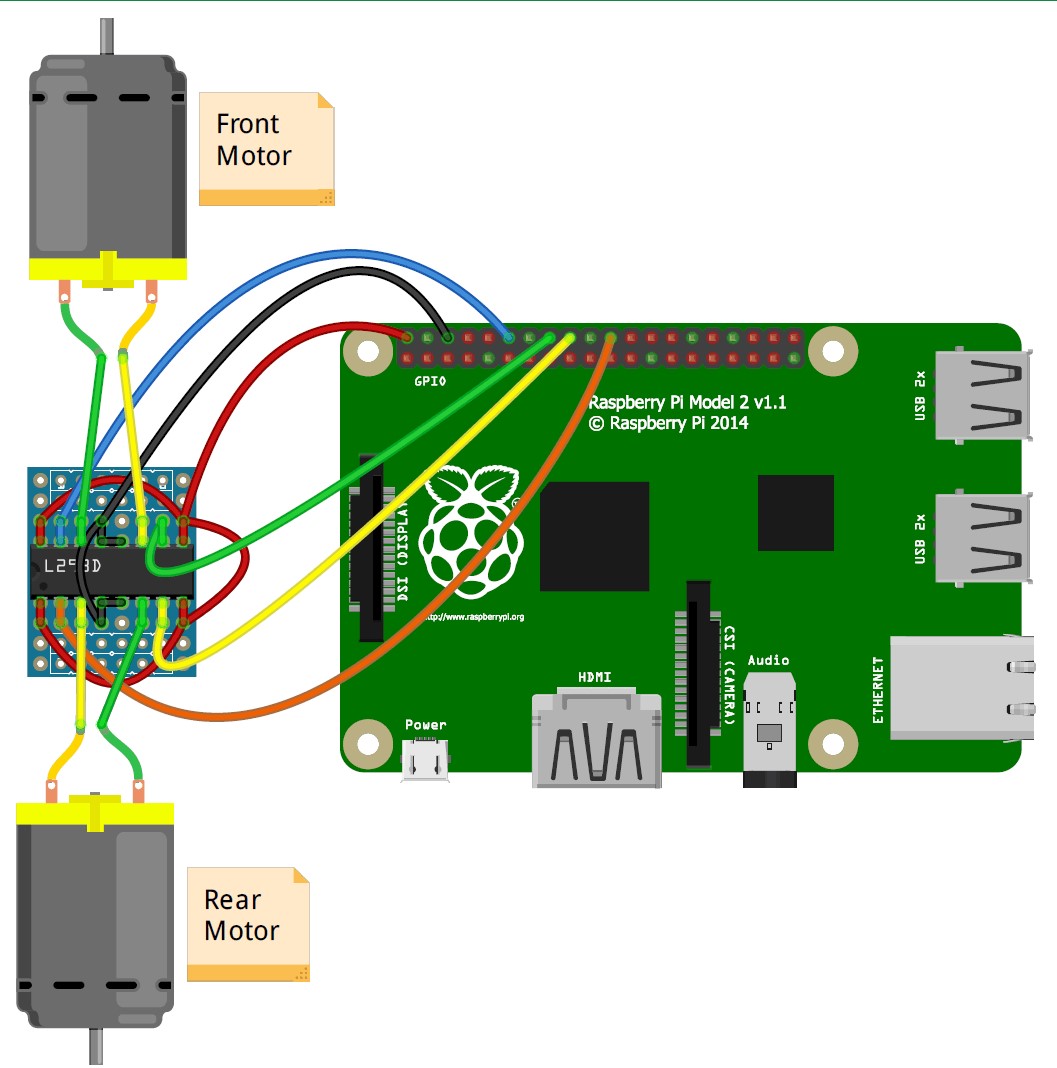 Front
Motor
GPIO
Raspberry Pi Model 2 v1.1
© Raspberry Pi 2014
USB 2x
DSI (DISPLAY)
L293D
USB 2x
http://www.raspberrypi.org
CSI (CAMERA)
Audio
HDMI
ETHERNET
Power
Rear
Motor